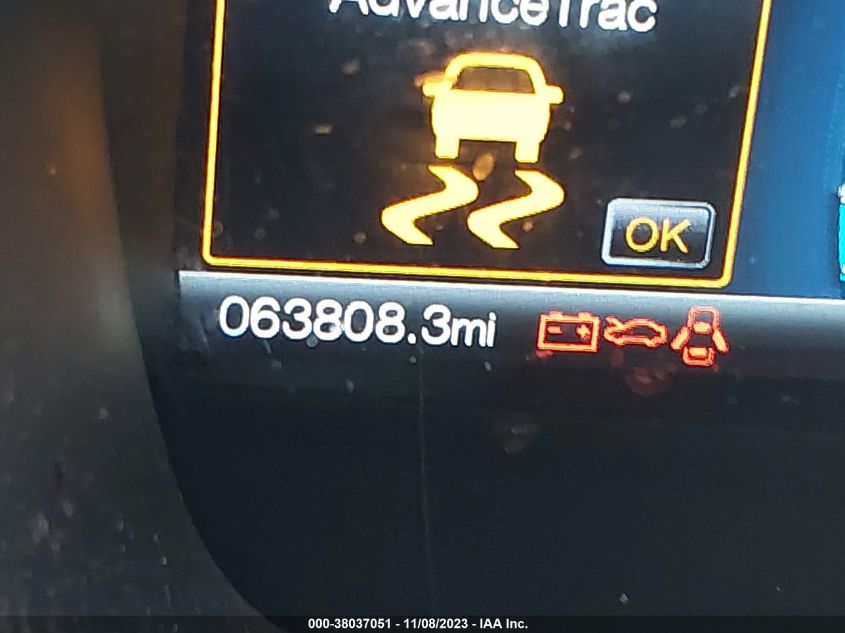 AdvanceTrac
OK
063808.3mi
000-38037051 - 11/08/2023 - IAA Inc.